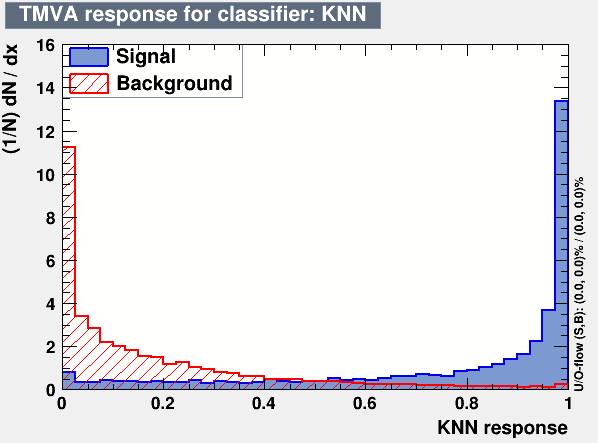 TMVA response for classifier: KNN
(1/N) dN / dx
16
14
12
10
8
6
4
2
0
Signal
Background
0
0.2
0.4
0.6
0.8
1
KNN response
U/O-flow (S,B): (0.0, 0.0)% / (0.0, 0.0)%